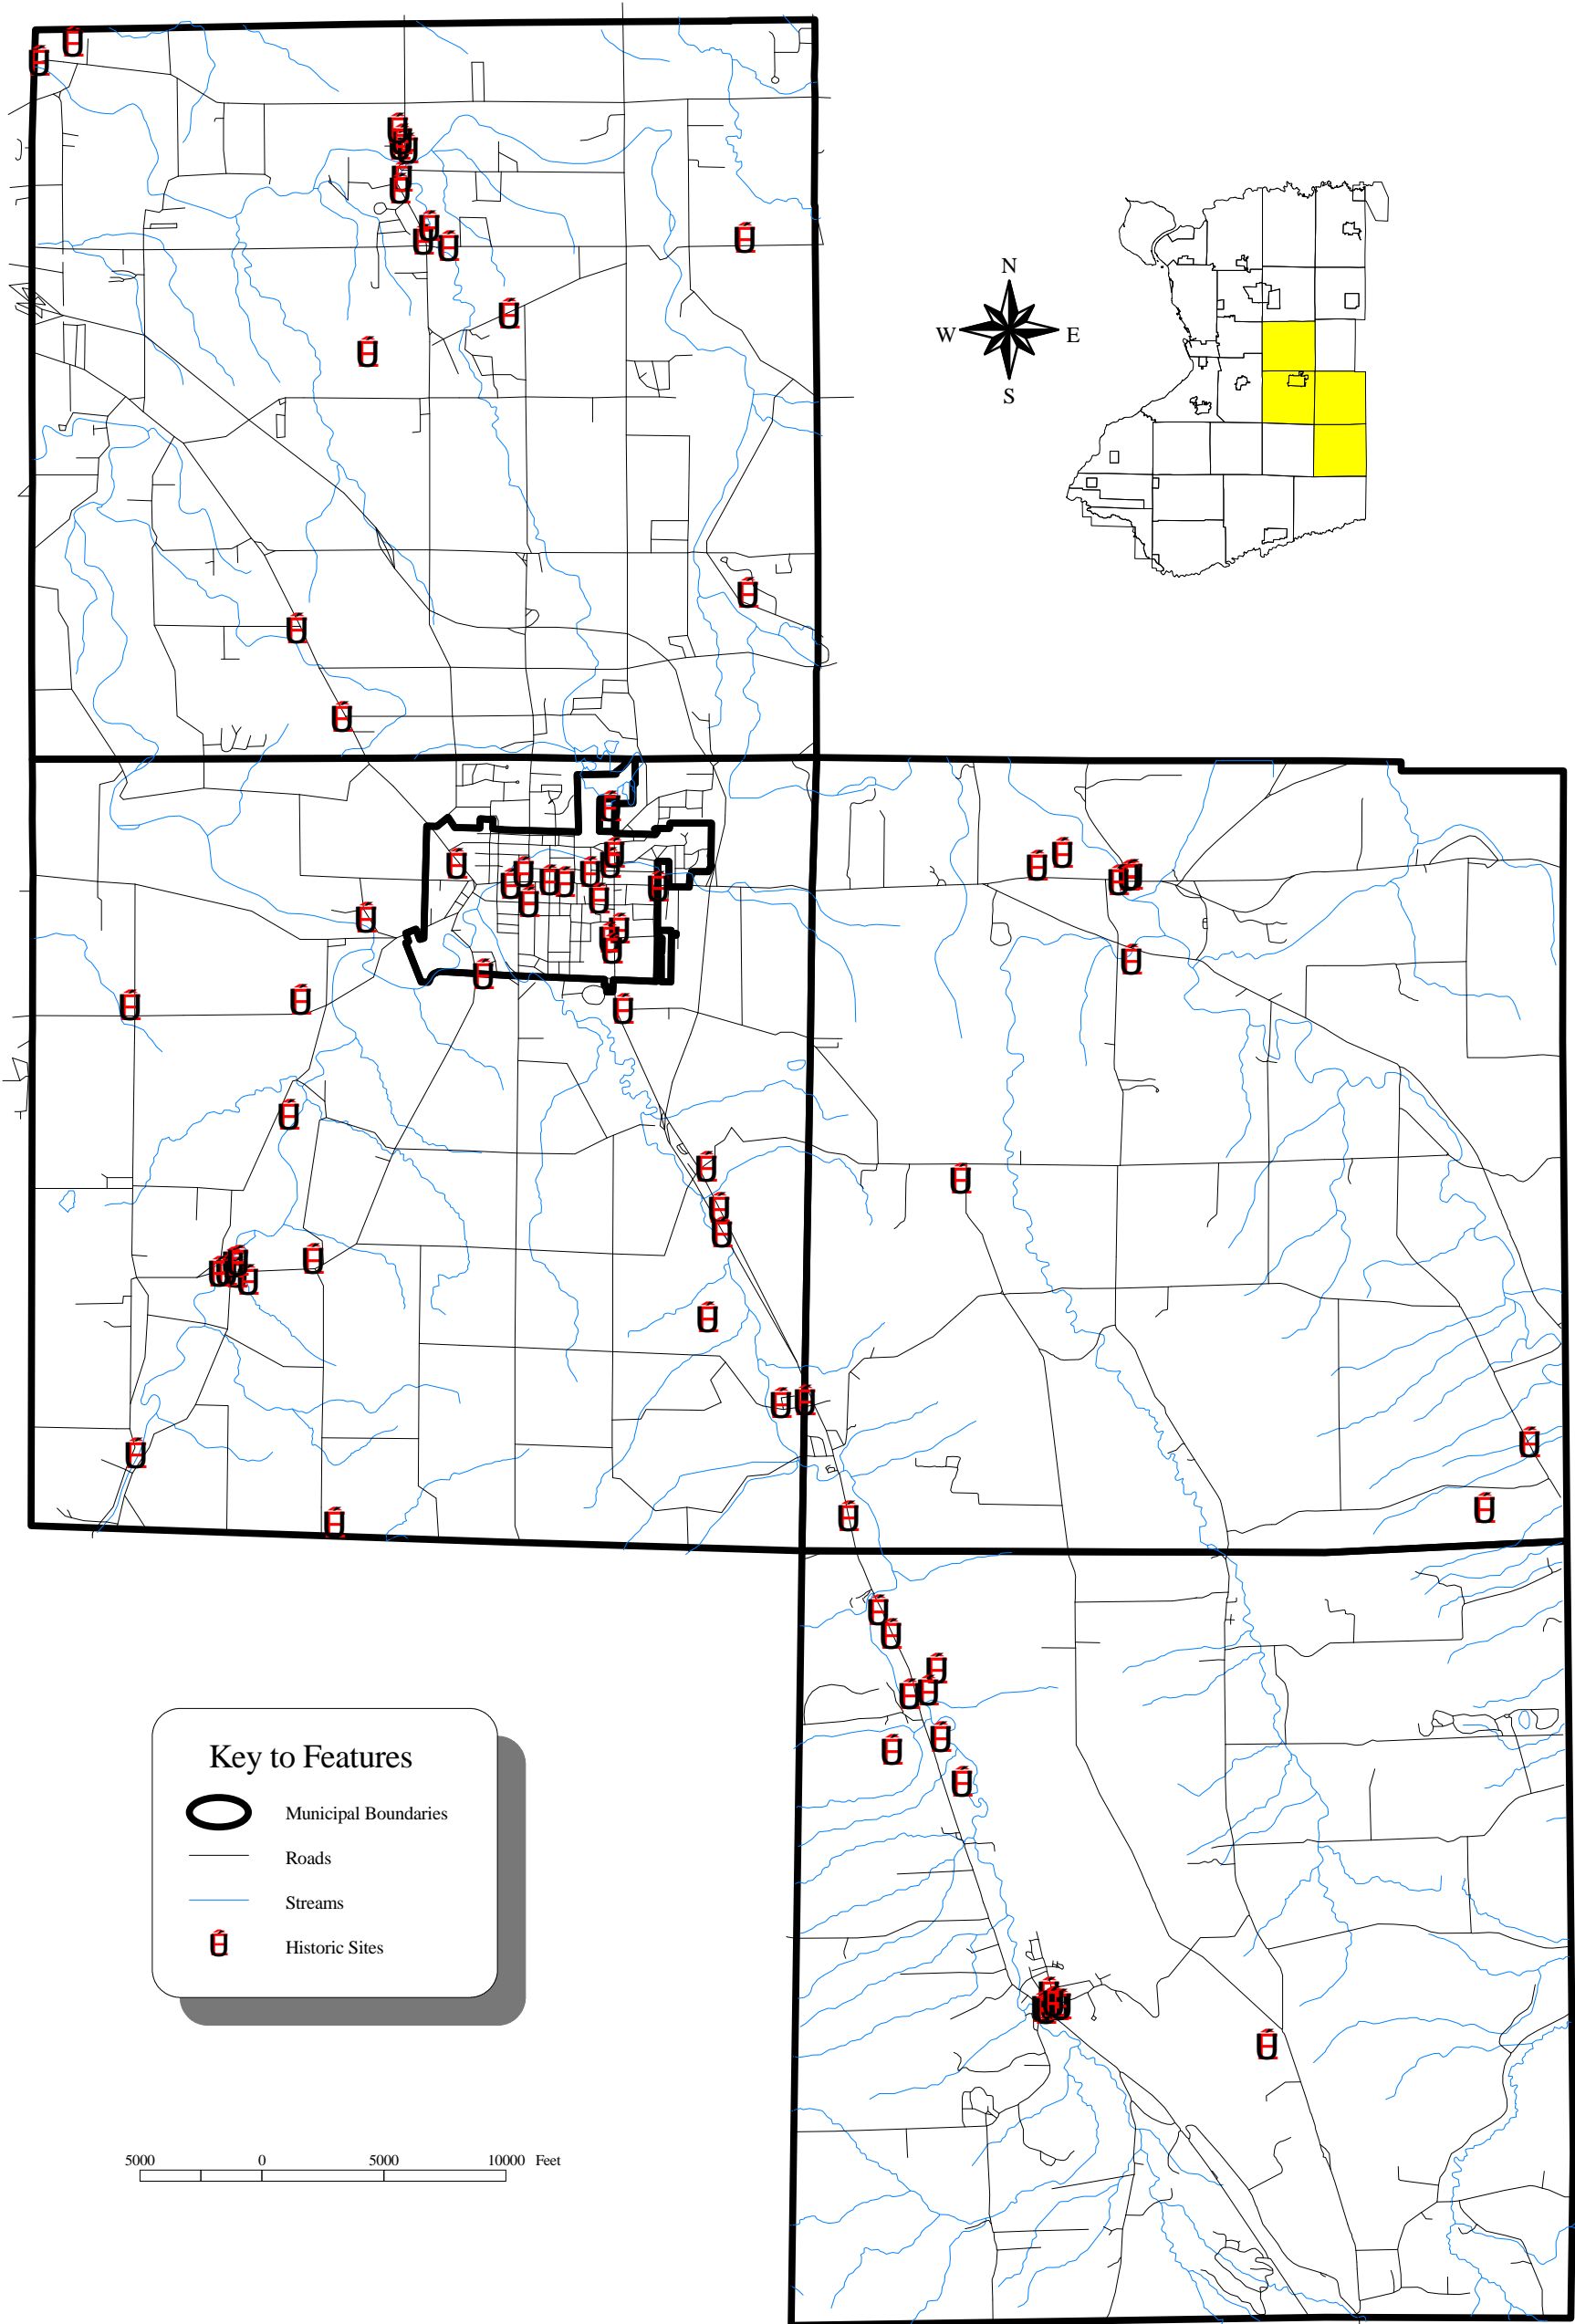 N
W E
S
Key to Features
Municipal Boundaries
Roads
Streams
Historic Sites
5000 0 5000 10000 Feet